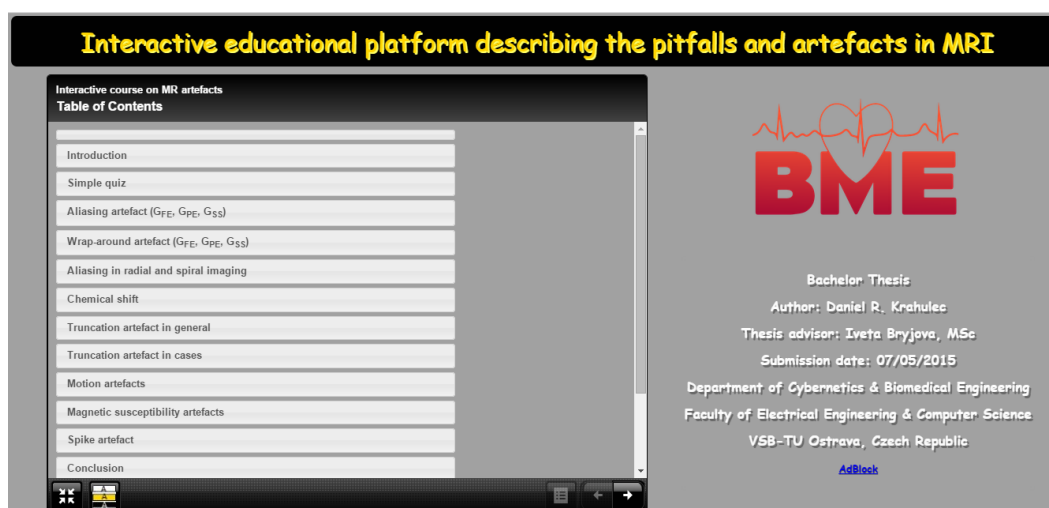 Interactive educational platform describing the pitfalls and artefacts in MRI
Interactive course on MR artefacts
Table of Contents
Introduction
Simple quiz
Aliasing artefact (GFE, GPE, GSS)
Wrap-around artefact (GFE, GPE, GSS)
Aliasing in radial and spiral imaging
Chemical shift
Truncation artefact in general
Truncation artefact in cases
Motion artefacts
Magnetic susceptibility artefacts
Spike artefact
Conclusion
A
A
A
BME
Bachelor Thesis
Author: Daniel R. Krahulec
Thesis advisor: Iveta Bryjova, MSc
Submission date: 07/05/2015
Department of Cybernetics & Biomedical Engineering
Faculty of Electrical Engineering & Computer Science
VSB-TU Ostrava, Czech Republic
AdBlock